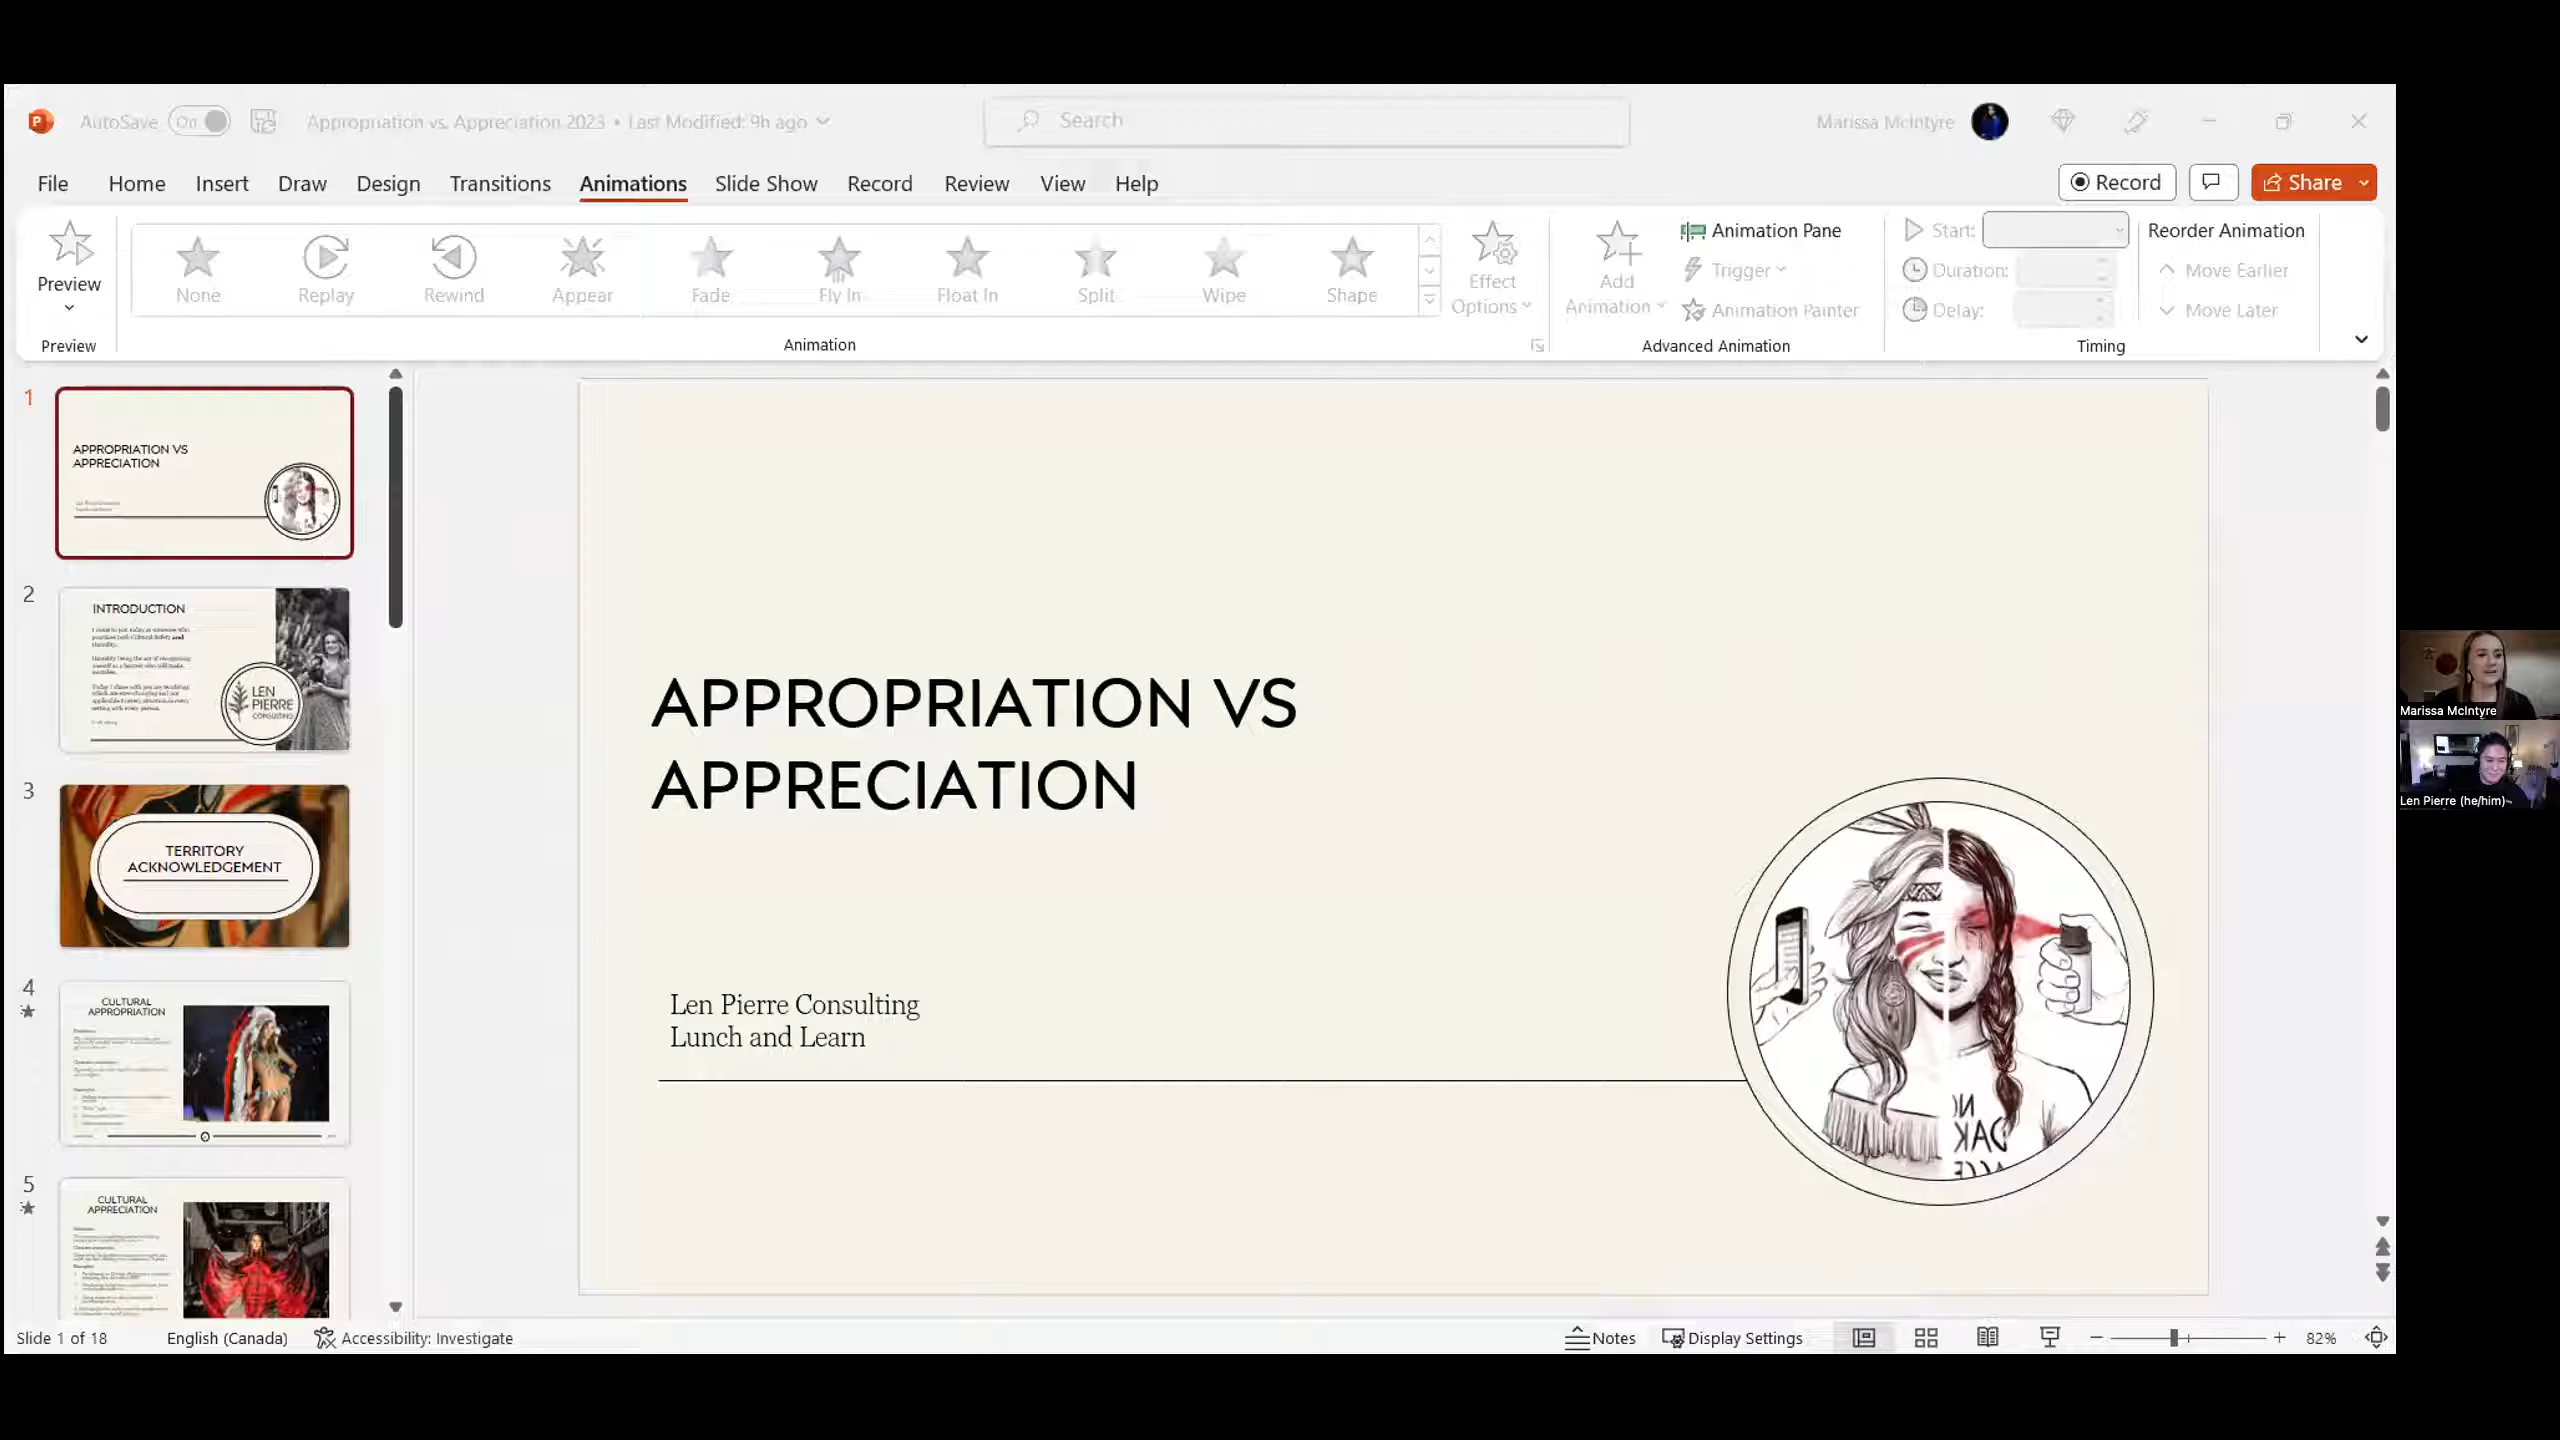 AutoSave On Appropriation vs. Appreciation 2023 • Last Modified: 9h ago Search Marissa McIntyre
File Home Insert Draw Design Transitions Animations Slide Show Record Review View Help Record Share
Preview
None Replay Rewind Appear Fade Fly In Float In Split Wipe Shape
Effect
Options
Add
Animation
Animation Pane
Trigger
Animation Painter
Start:
Duration:
Delay:
Reorder Animation
Move Earlier
Move Later
Preview Animation Advanced Animation Timing
1
APPROPRIATION VS
APPRECIATION
2
INTRODUCTION
LEN
PIERRE
CONSULTING
3
TERRITORY
ACKNOWLEDGEMENT
4
CULTURAL
APPROPRIATION
5
CULTURAL
APPRECIATION
APPROPRIATION VS
APPRECIATION
Len Pierre Consulting
Lunch and Learn
Marissa McIntyre
Len Pierre (he/him)
Slide 1 of 18 English (Canada) Accessibility: Investigate Notes Display Settings 82%